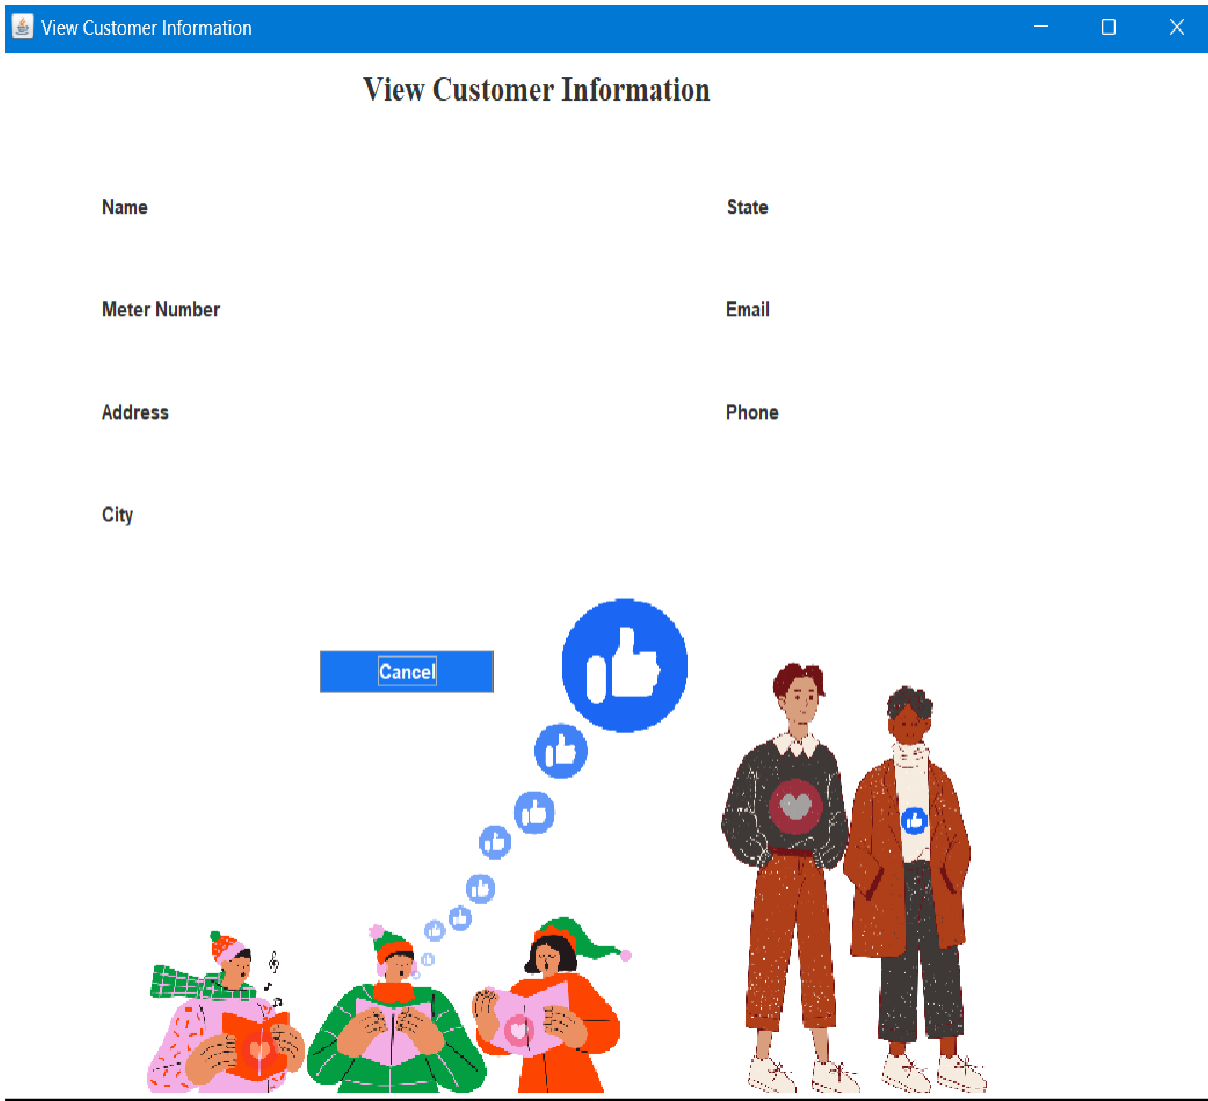 View Customer Information
View Customer Information
Name
State
Meter Number
Email
Address
Phone
City
Cancel